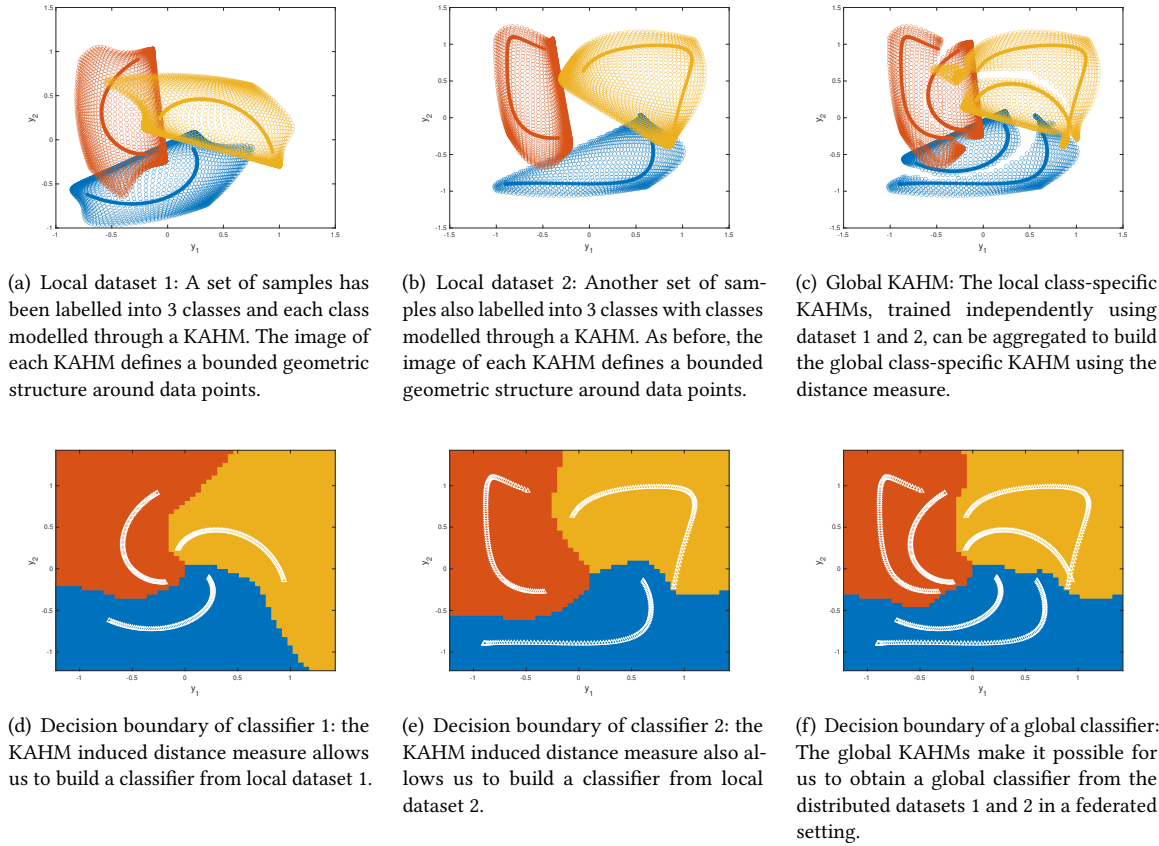 1.5
1
0.5
0
-0.5
-1
y2
-1
-0.5
0
0.5
1
1.5
y1
1.5
1
0.5
0
-0.5
-1
-1.5
y2
-1.5
-1
-0.5
0
0.5
1
1.5
y1
1.5
1
0.5
0
-0.5
-1
-1.5
y2
-1.5
-1
-0.5
0
0.5
1
1.5
y1
(a) Local dataset 1: A set of samples has
been labelled into 3 classes and each class
modelled through a KAHM. The image of
each KAHM defines a bounded geometric
structure around data points.
(b) Local dataset 2: Another set of sam-
ples also labelled into 3 classes with classes
modelled through a KAHM. As before, the
image of each KAHM defines a bounded
geometric structure around data points.
(c) Global KAHM: The local class-specific
KAHMs, trained independently using
dataset 1 and 2, can be aggregated to build
the global class-specific KAHM using the
distance measure.
1
0.5
0
-0.5
-1
y2
-1
-0.5
0
0.5
1
y1
1
0.5
0
-0.5
-1
y2
-1
-0.5
0
0.5
1
y1
1
0.5
0
-0.5
-1
y2
-1
-0.5
0
0.5
1
y1
(d) Decision boundary of classifier 1: the
KAHM induced distance measure allows
us to build a classifier from local dataset 1.
(e) Decision boundary of classifier 2: the
KAHM induced distance measure also al-
lows us to build a classifier from local
dataset 2.
(f) Decision boundary of a global classifier:
The global KAHMs make it possible for
us to obtain a global classifier from the
distributed datasets 1 and 2 in a federated
setting.